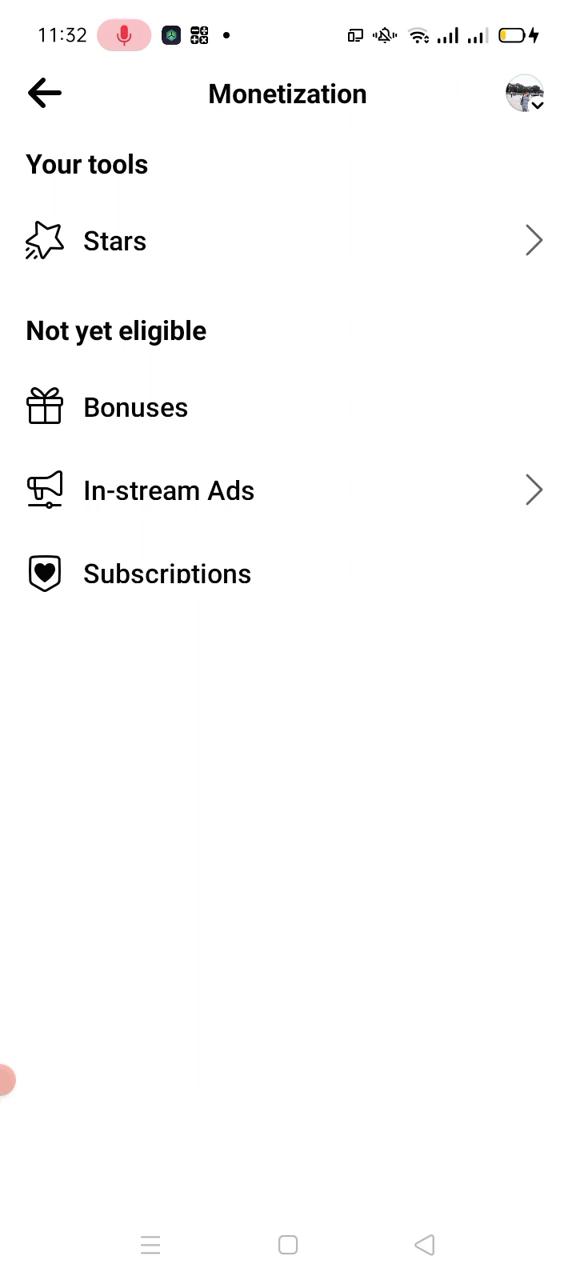 11:32
Monetization
Your tools
Stars
Not yet eligible
Bonuses
In-stream Ads
Subscriptions